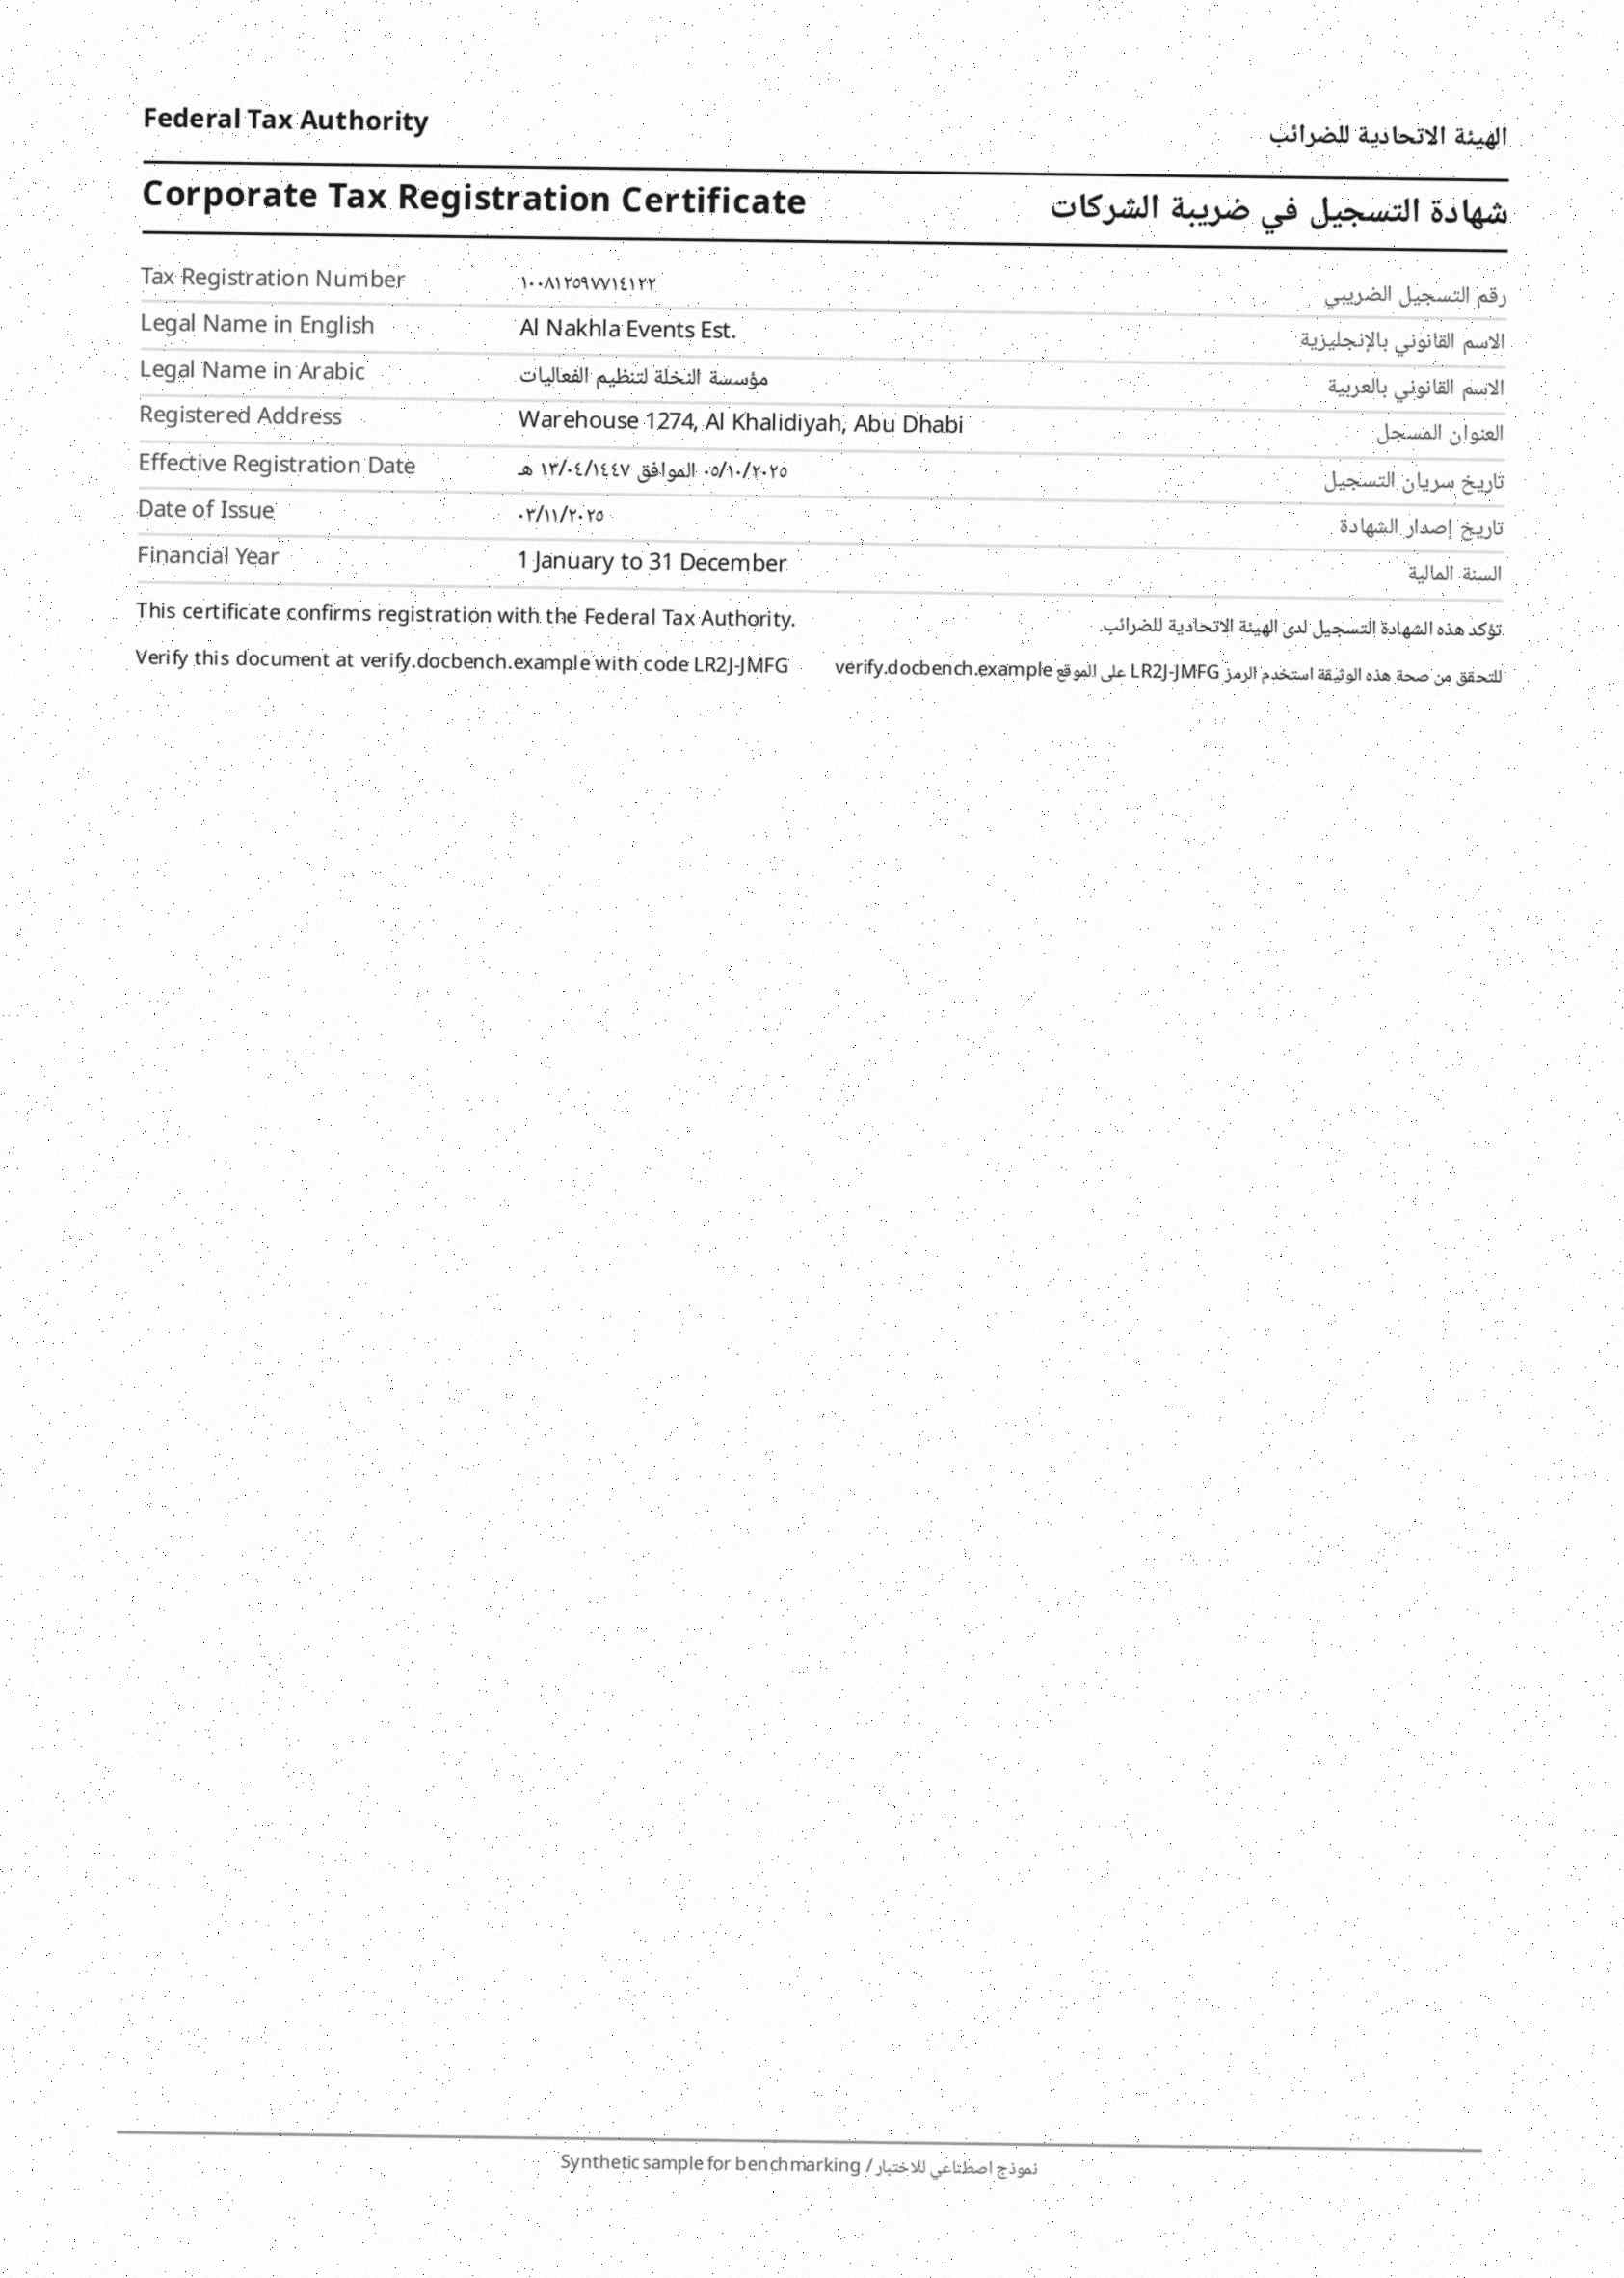 Federal Tax Authority الهيئة الاتحادية للضرائب
Corporate Tax Registration Certificate شهادة التسجيل في ضريبة الشركات
Tax Registration Number ١٠٠٨١٢٥٩٧٧١٤١٢٢ رقم التسجيل الضريبي
Legal Name in English Al Nakhla Events Est. الاسم القانوني بالإنجليزية
Legal Name in Arabic مؤسسة النخلة لتنظيم الفعاليات الاسم القانوني بالعربية
Registered Address Warehouse 1274, Al Khalidiyah, Abu Dhabi العنوان المسجل
Effective Registration Date ٠٥/١٠/٢٠٢٥ الموافق ١٣/٠٤/١٤٤٧ هـ تاريخ سريان التسجيل
Date of Issue ٠٣/١١/٢٠٢٥ تاريخ إصدار الشهادة
Financial Year 1 January to 31 December السنة المالية
This certificate confirms registration with the Federal Tax Authority. تؤكد هذه الشهادة التسجيل لدى الهيئة الاتحادية للضرائب.
Verify this document at verify.docbench.example with code LR2J-JMFG للتحقق من صحة هذه الوثيقة استخدم الرمز LR2J-JMFG على الموقع verify.docbench.example
Synthetic sample for benchmarking / نموذج اصطناعي للاختبار